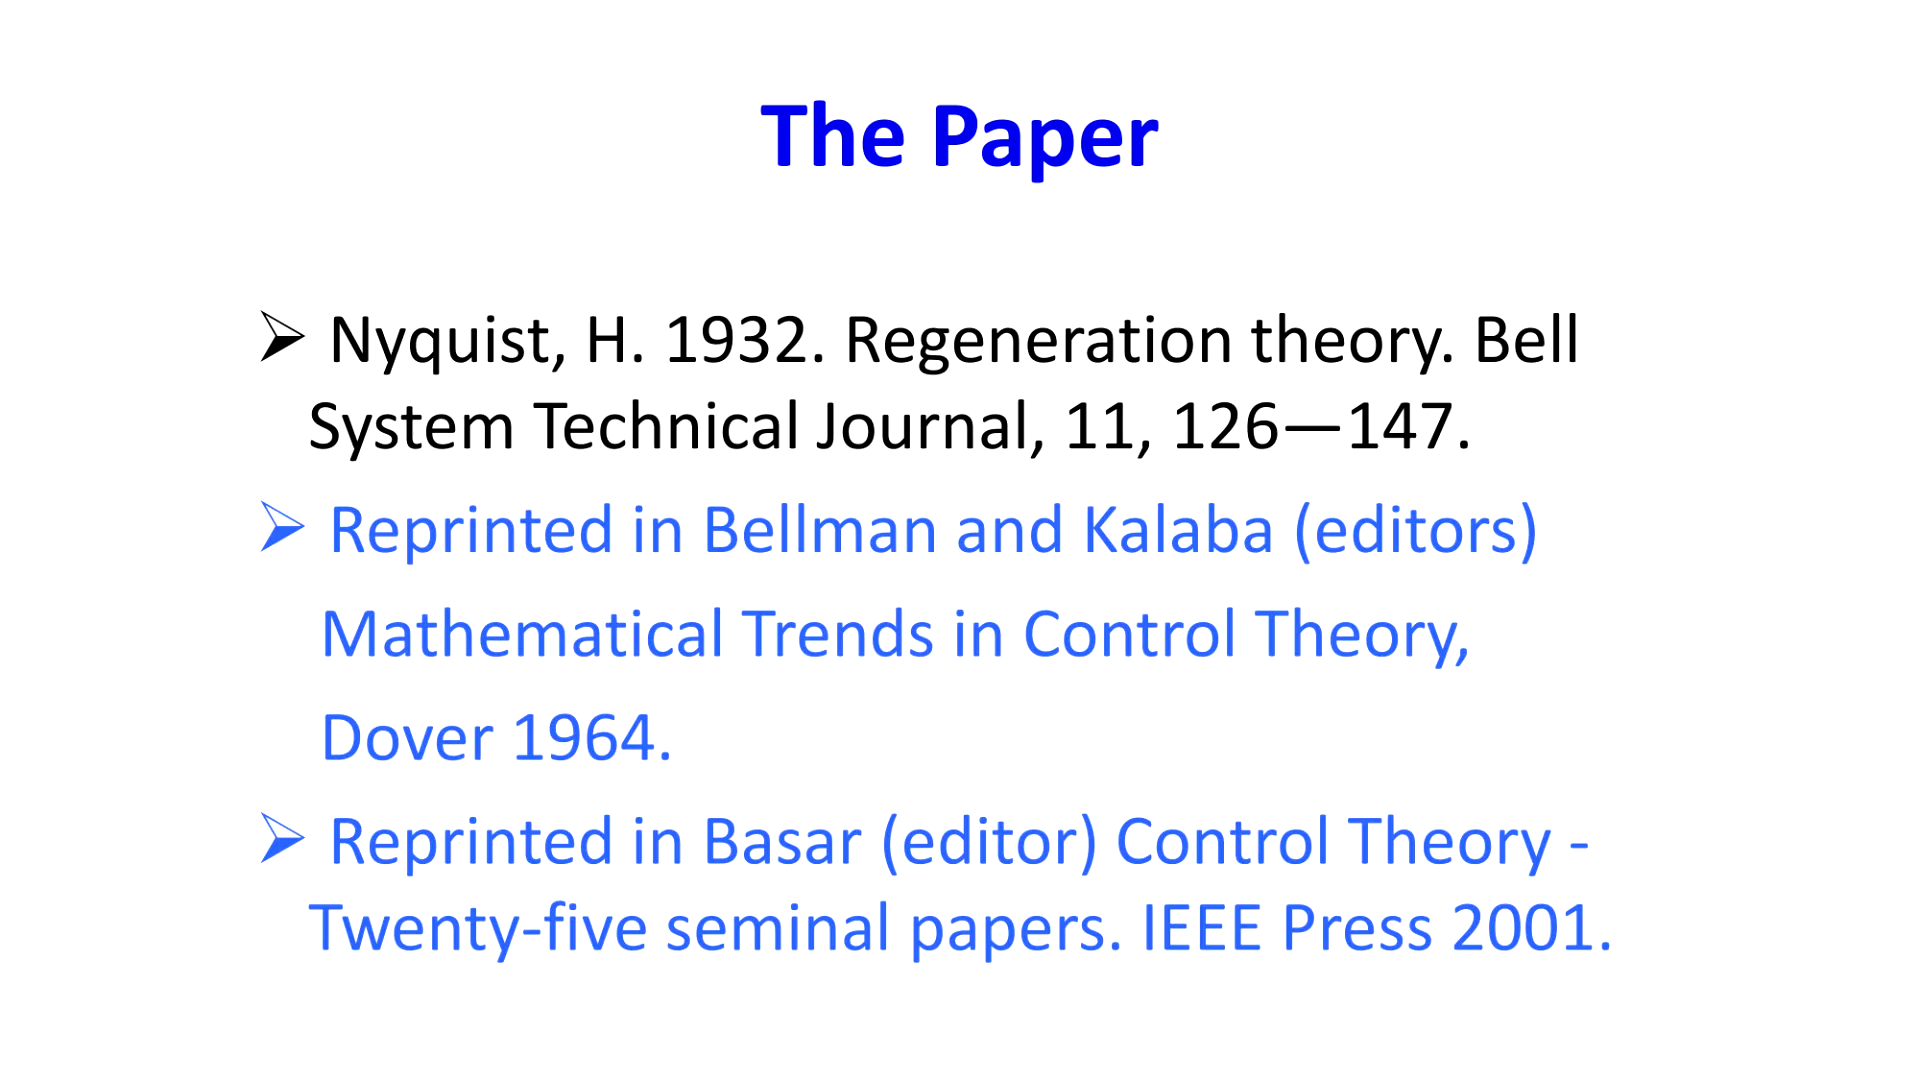 The Paper
➢ Nyquist, H. 1932. Regeneration theory. Bell
System Technical Journal, 11, 126—147.
➢ Reprinted in Bellman and Kalaba (editors)
Mathematical Trends in Control Theory,
Dover 1964.
➢ Reprinted in Basar (editor) Control Theory -
Twenty-five seminal papers. IEEE Press 2001.